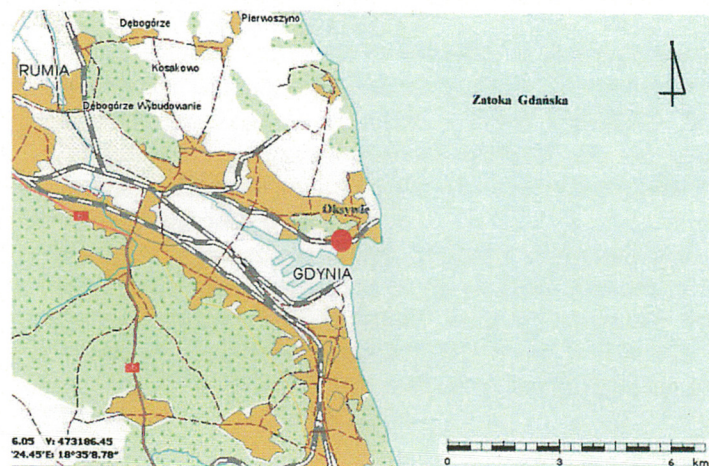 Dębogórze
Pierwoszyno
RUMIA
Kosakowo
Dębogórze Wybudowanie
Zatoka Gdańska
Oksywie
GDYNIA
6.05 Y: 473186.45
'24.45"E: 18°35'8.78"
0 3 6 km